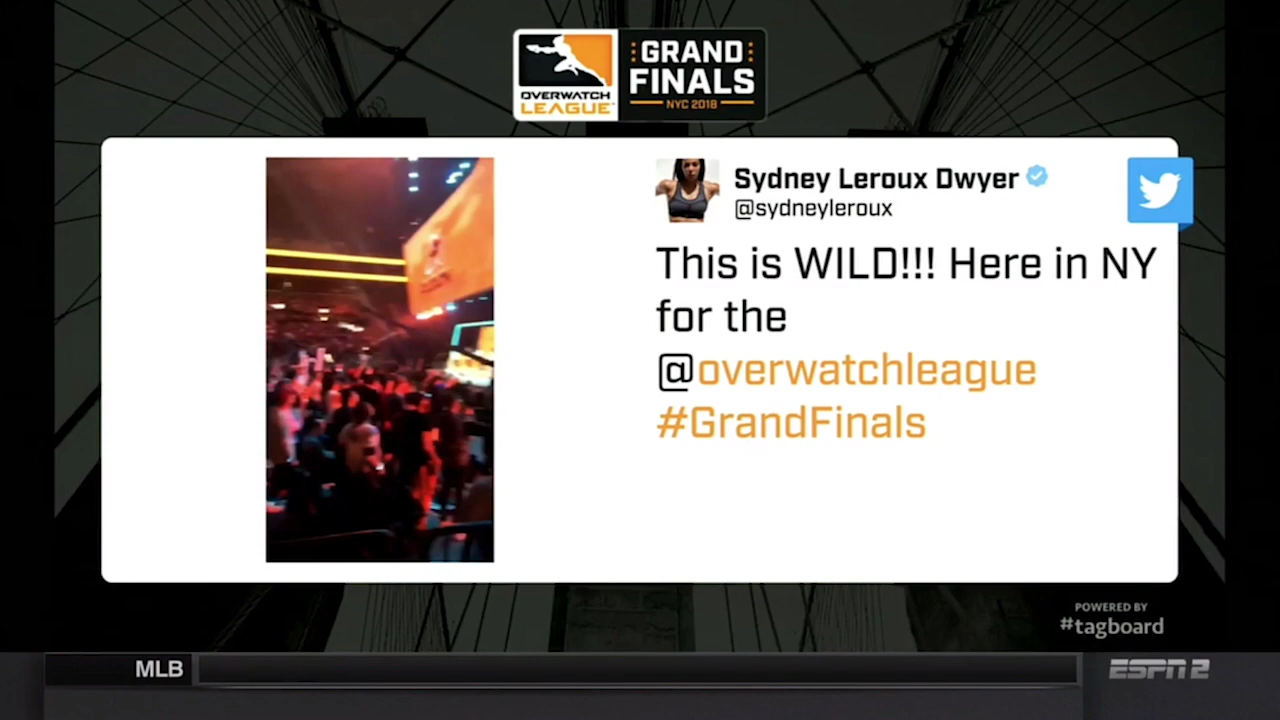 OVERWATCH
LEAGUE
GRAND
FINALS
NYC 2018
Sydney Leroux Dwyer
@sydneyleroux
This is WILD!!! Here in NY
for the
@overwatchleague
#GrandFinals
POWERED BY
#tagboard
MLB
ESPN2